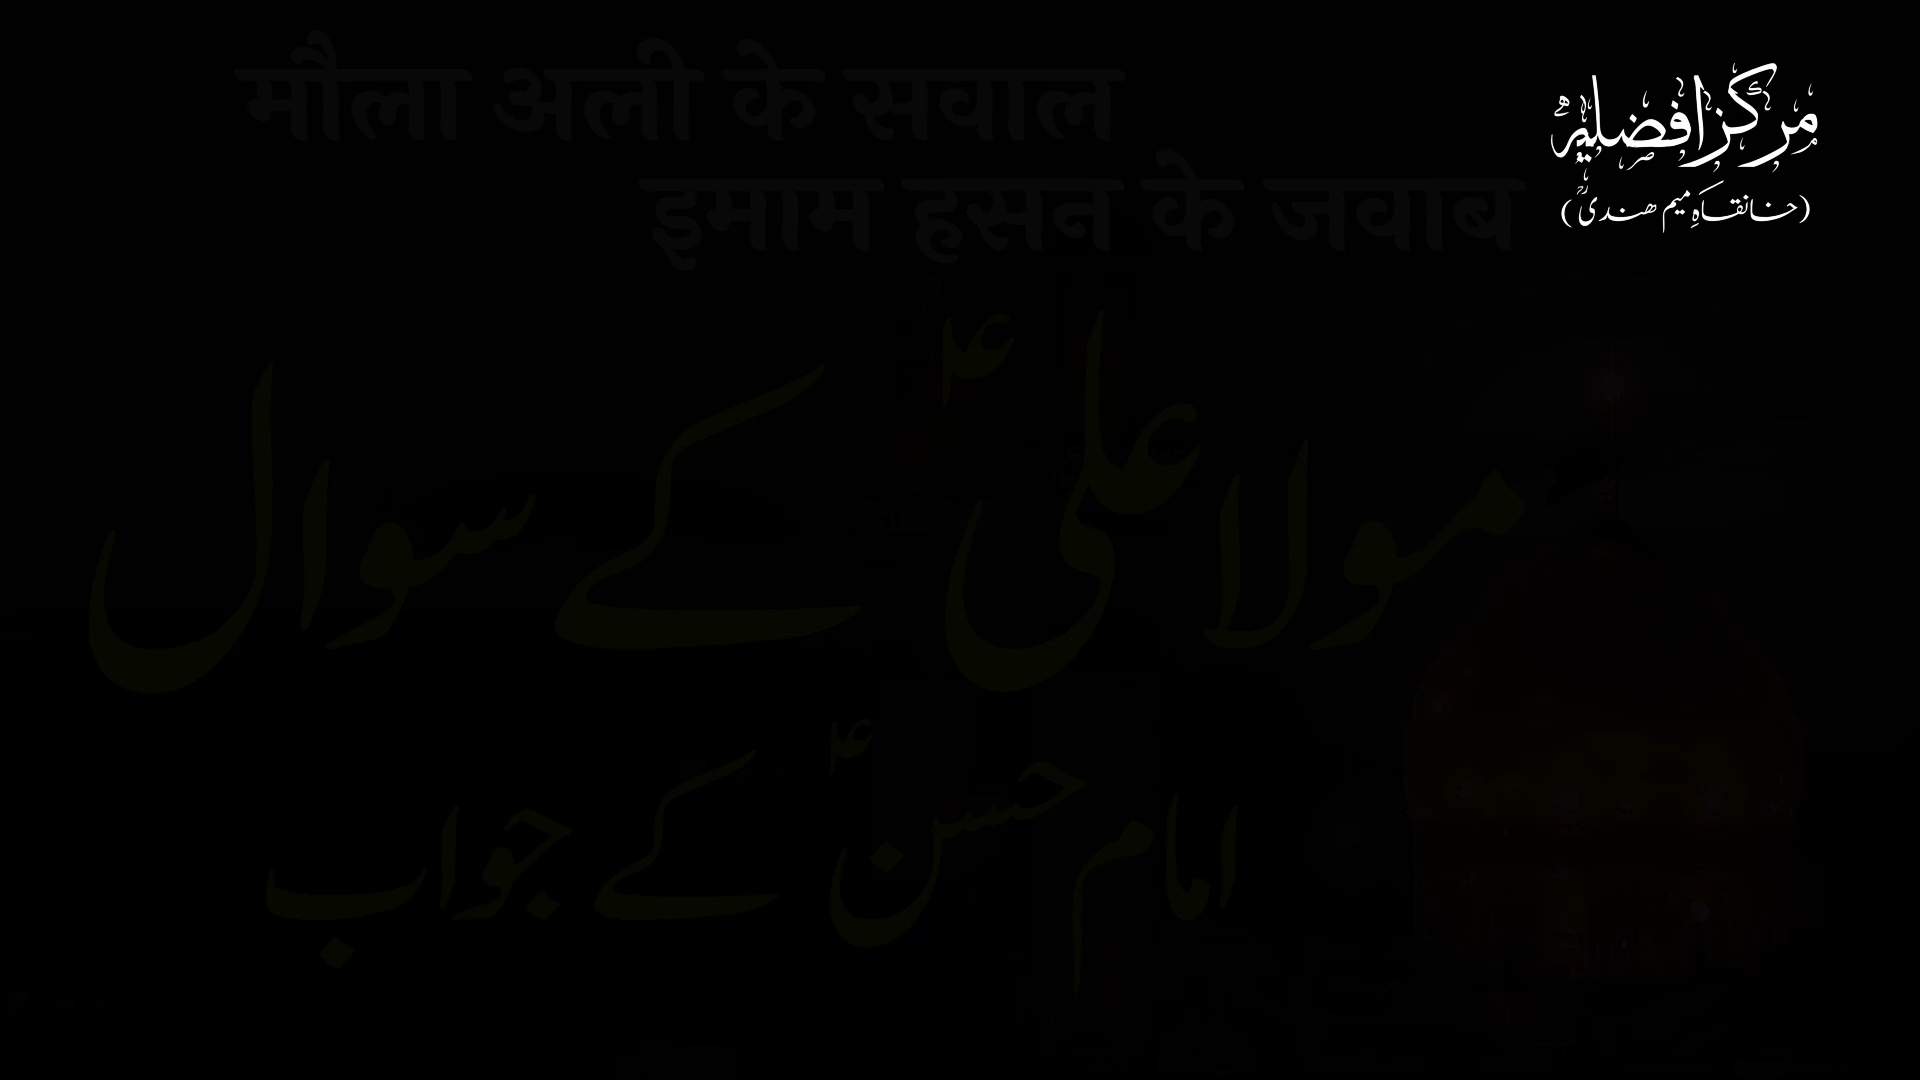 मौला अली के सवाल
इमाम हसन के जवाब
مرکز افضلیہ
(خانقاہِ میم ھندیؒ)
مولا علیؑ کے سوال
امام حسنؑ کے جواب